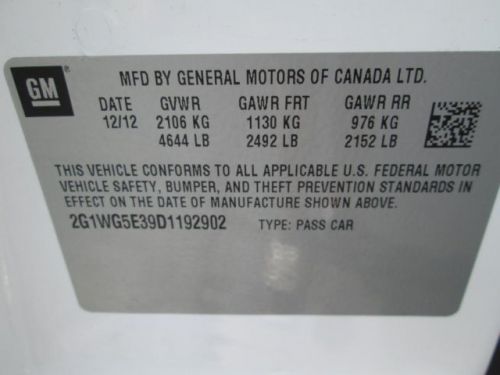 GM
MFD BY GENERAL MOTORS OF CANADA LTD.
DATE GVWR GAWR FRT GAWR RR
12/12 2106 KG 1130 KG 976 KG
4644 LB 2492 LB 2152 LB
THIS VEHICLE CONFORMS TO ALL APPLICABLE U.S. FEDERAL MOTOR
VEHICLE SAFETY, BUMPER, AND THEFT PREVENTION STANDARDS IN
EFFECT ON THE DATE OF MANUFACTURE SHOWN ABOVE.
2G1WG5E39D1192902 TYPE: PASS CAR